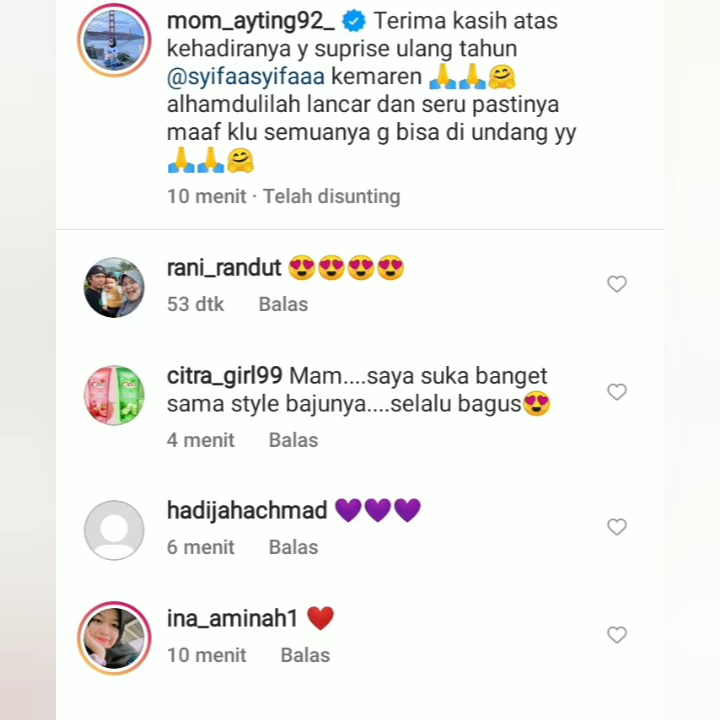 mom_ayting92_ Terima kasih atas
kehadiranya y suprise ulang tahun
@syifaasyifaaa kemaren 🙏🙏🤗
alhamdulilah lancar dan seru pastinya
maaf klu semuanya g bisa di undang yy
🙏🙏🤗
10 menit · Telah disunting
rani_randut 😍😍😍😍
53 dtk Balas
citra_girl99 Mam....saya suka banget
sama style bajunya....selalu bagus😍
4 menit Balas
hadijahachmad 💜💜💜
6 menit Balas
ina_aminah1 ❤️
10 menit Balas